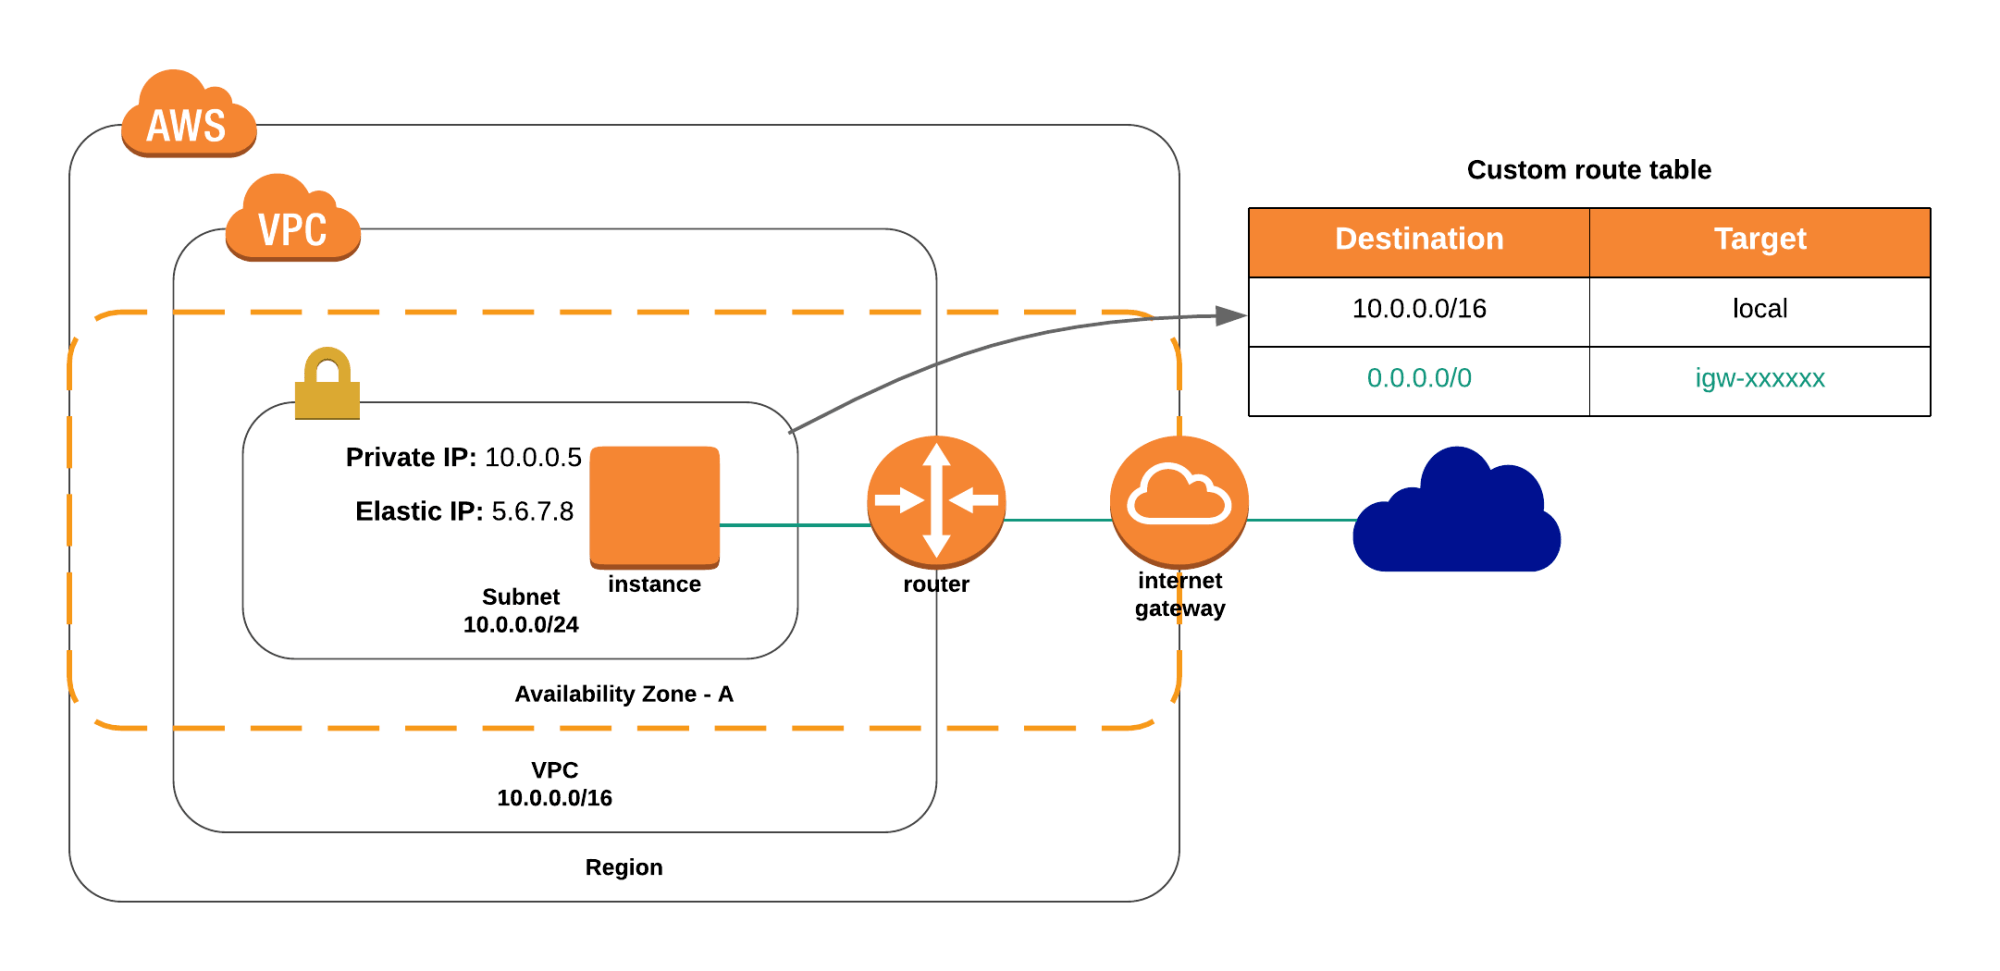 AWS
VPC
Custom route table
Destination Target
10.0.0.0/16 local
0.0.0.0/0 igw-xxxxxx
Private IP: 10.0.0.5
Elastic IP: 5.6.7.8
instance
Subnet
10.0.0.0/24
router
internet
gateway
Availability Zone - A
VPC
10.0.0.0/16
Region